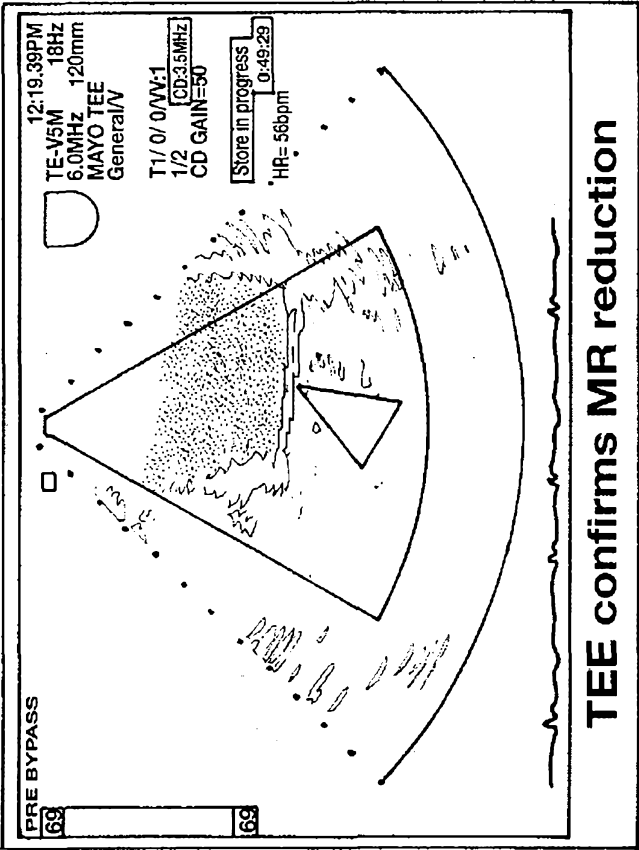 PRE BYPASS
69
69
12:19.39PM
TE-V5M 18Hz
6.0MHz 120mm
MAYO TEE
General/V
T1/ 0/ 0/VV:1
1/2 CD:3.5MHz
CD GAIN=50
Store in progress
0:49:29
HR= 56bpm
TEE confirms MR reduction